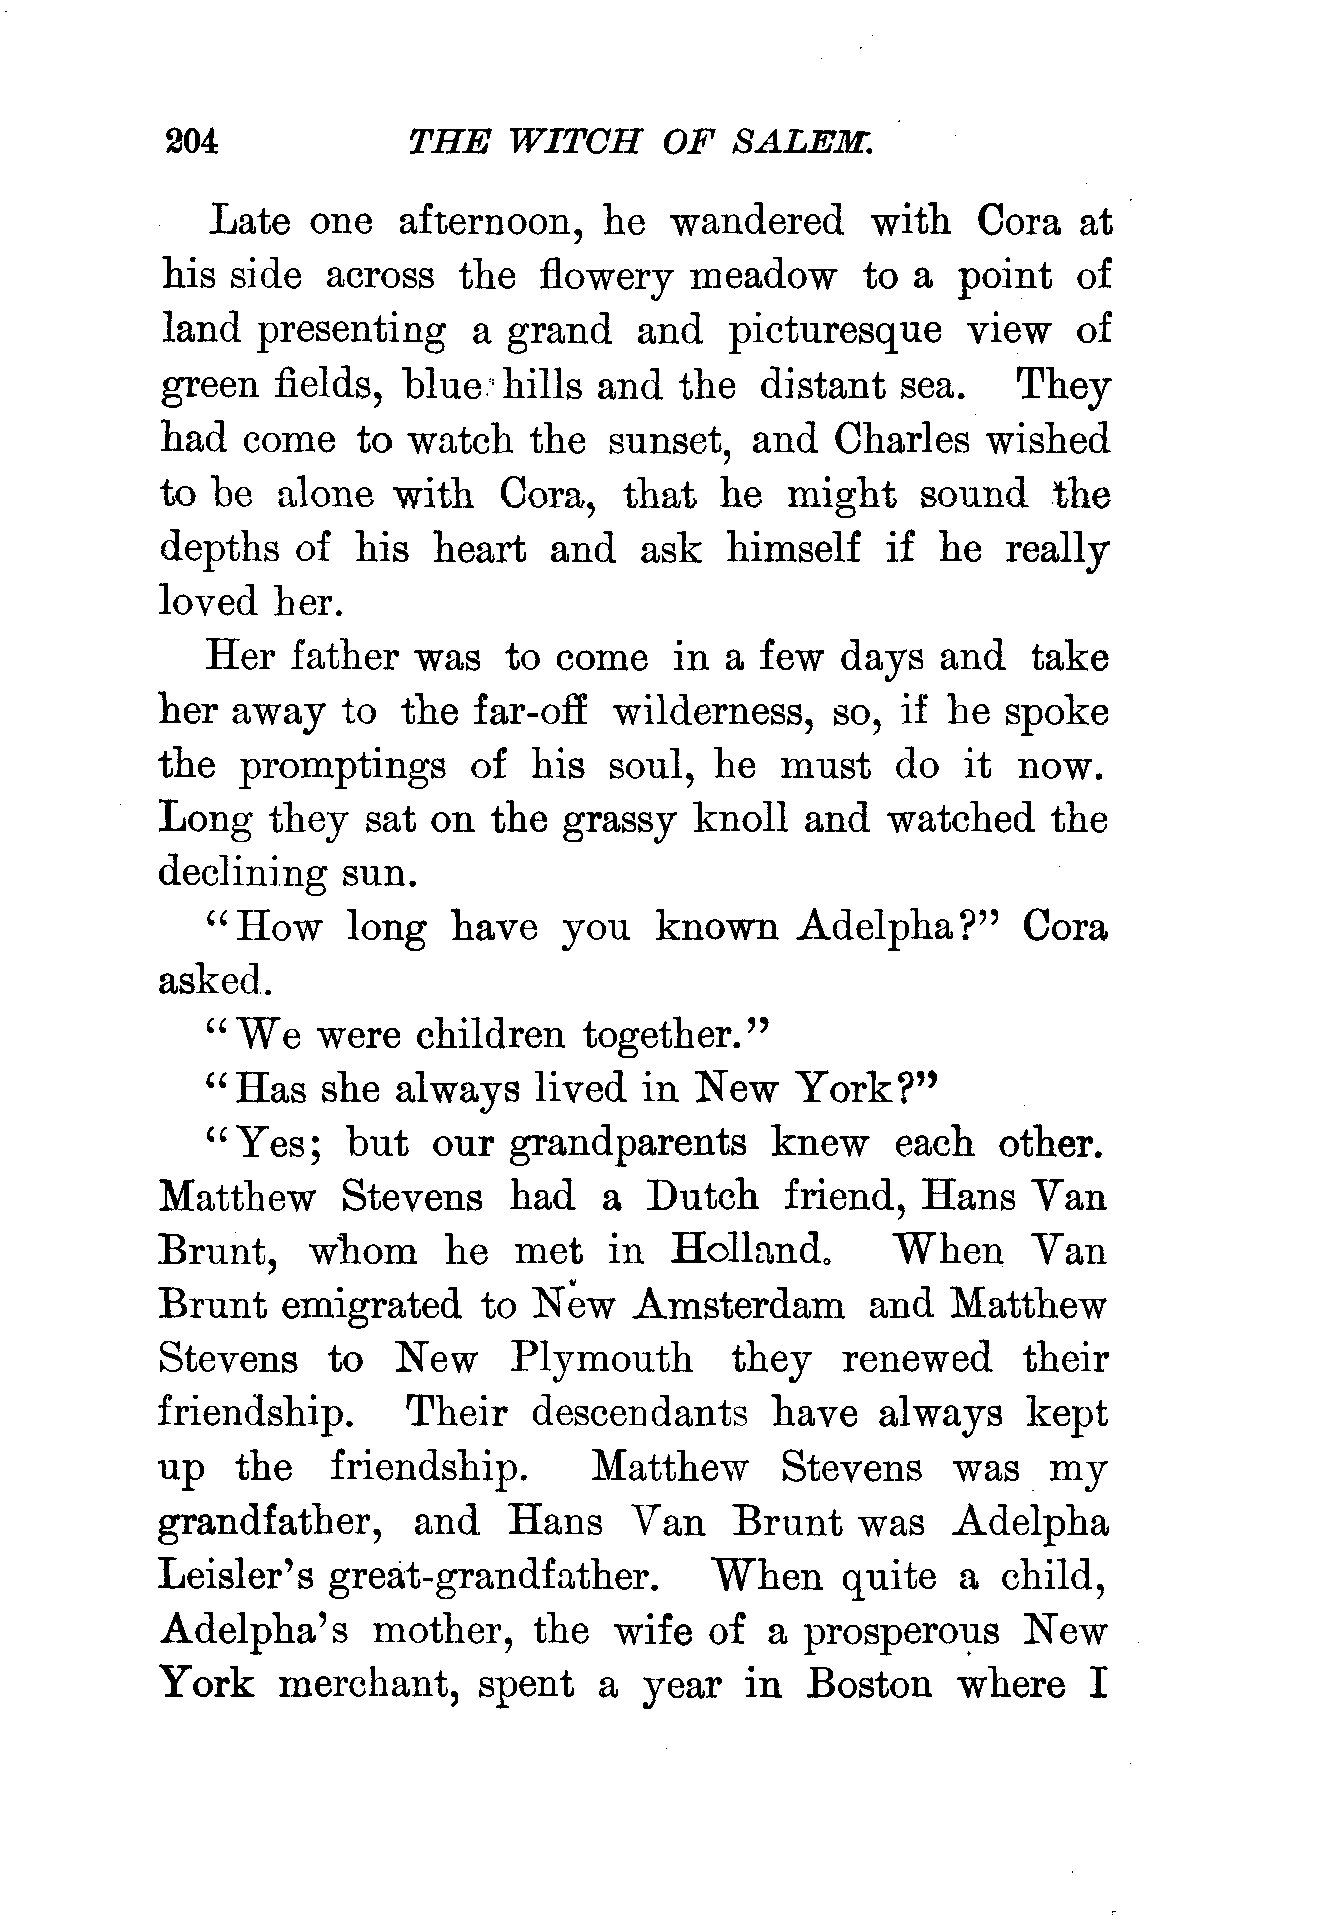 204 THE WITCH OF SALEM.
Late one afternoon, he wandered with Cora at
his side across the flowery meadow to a point of
land presenting a grand and picturesque view of
green fields, blue hills and the distant sea. They
had come to watch the sunset, and Charles wished
to be alone with Cora, that he might sound the
depths of his heart and ask himself if he really
loved her.
Her father was to come in a few days and take
her away to the far-off wilderness, so, if he spoke
the promptings of his soul, he must do it now.
Long they sat on the grassy knoll and watched the
declining sun.
"How long have you known Adelpha?" Cora
asked.
"We were children together."
"Has she always lived in New York?"
"Yes; but our grandparents knew each other.
Matthew Stevens had a Dutch friend, Hans Van
Brunt, whom he met in Holland. When Van
Brunt emigrated to New Amsterdam and Matthew
Stevens to New Plymouth they renewed their
friendship. Their descendants have always kept
up the friendship. Matthew Stevens was my
grandfather, and Hans Van Brunt was Adelpha
Leisler's great-grandfather. When quite a child,
Adelpha's mother, the wife of a prosperous New
York merchant, spent a year in Boston where I